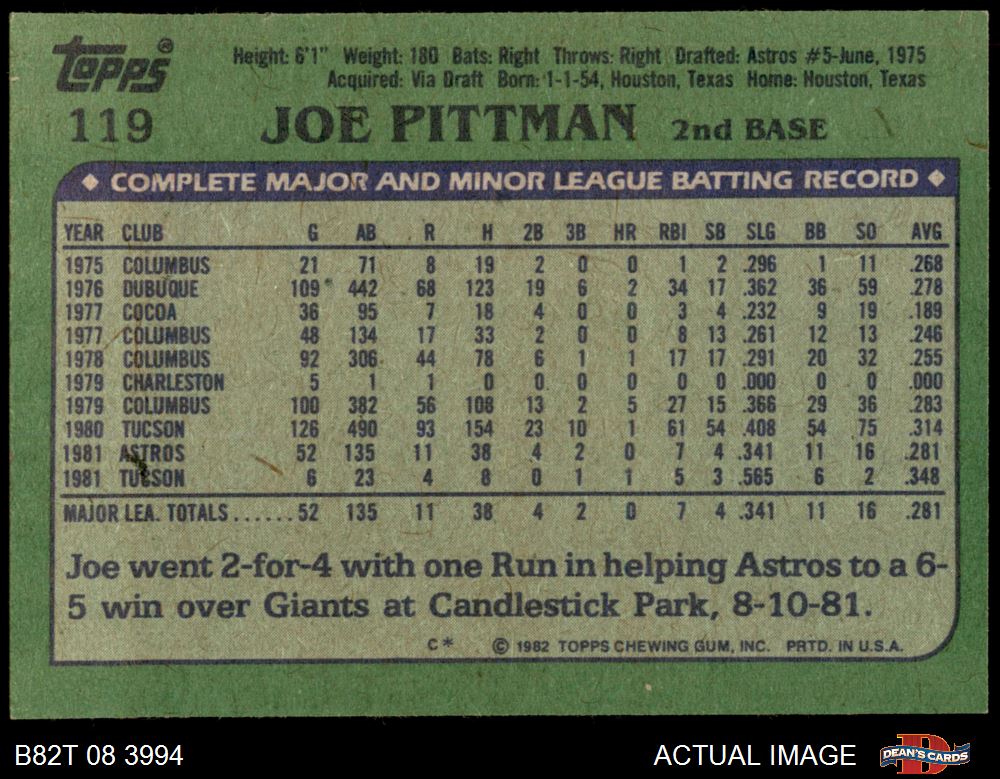 Topps®
Height: 6'1" Weight: 180 Bats: Right Throws: Right Drafted: Astros #5-June, 1975
Acquired: Via Draft Born: 1-1-54, Houston, Texas Home: Houston, Texas
119 JOE PITTMAN 2nd BASE
◆ COMPLETE MAJOR AND MINOR LEAGUE BATTING RECORD ◆
YEAR CLUB G AB R H 2B 3B HR RBI SB SLG BB SO AVG
1975 COLUMBUS 21 71 8 19 2 0 0 1 2 .296 1 11 .268
1976 DUBUQUE 109 442 68 123 19 6 2 34 17 .362 36 59 .278
1977 COCOA 36 95 7 18 4 0 0 3 4 .232 9 19 .189
1977 COLUMBUS 48 134 17 33 2 0 0 8 13 .261 12 13 .246
1978 COLUMBUS 92 306 44 78 6 1 1 17 17 .291 20 32 .255
1979 CHARLESTON 5 1 1 0 0 0 0 0 0 .000 0 0 .000
1979 COLUMBUS 100 382 56 108 13 2 5 27 15 .366 29 36 .283
1980 TUCSON 126 490 93 154 23 10 1 61 54 .408 54 75 .314
1981 ASTROS 52 135 11 38 4 2 0 7 4 .341 11 16 .281
1981 TUCSON 6 23 4 8 0 1 1 5 3 .565 6 2 .348
MAJOR LEA. TOTALS......52 135 11 38 4 2 0 7 4 .341 11 16 .281
Joe went 2-for-4 with one Run in helping Astros to a 6-
5 win over Giants at Candlestick Park, 8-10-81.
C* © 1982 TOPPS CHEWING GUM, INC. PRTD. IN U.S.A.
B82T 08 3994 ACTUAL IMAGE DEAN'S CARDS